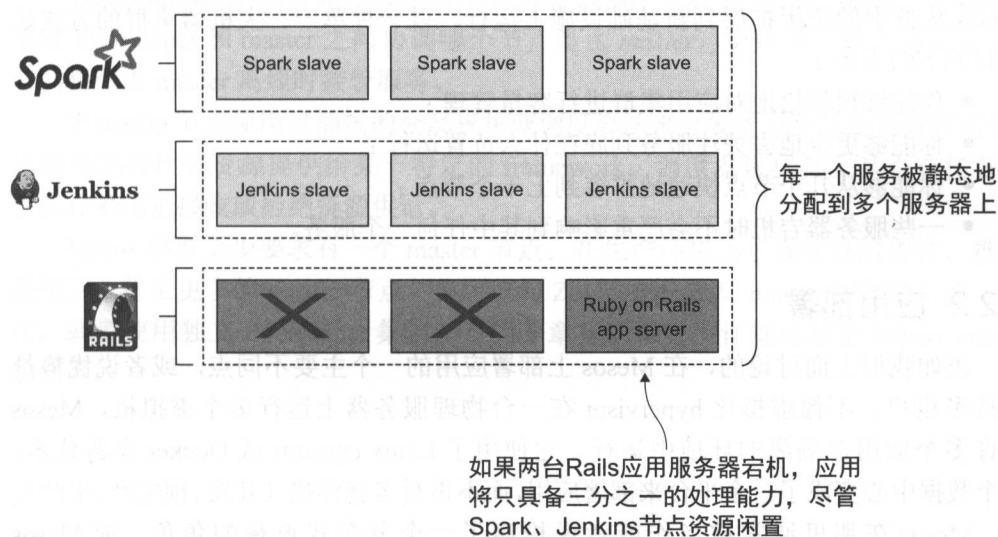 Spark
Spark slave
Spark slave
Spark slave
Jenkins
Jenkins slave
Jenkins slave
Jenkins slave
每一个服务被静态地
分配到多个服务器上
RAILS
Ruby on Rails
app server
如果两台Rails应用服务器宕机，应用
将只具备三分之一的处理能力，尽管
Spark、Jenkins节点资源闲置